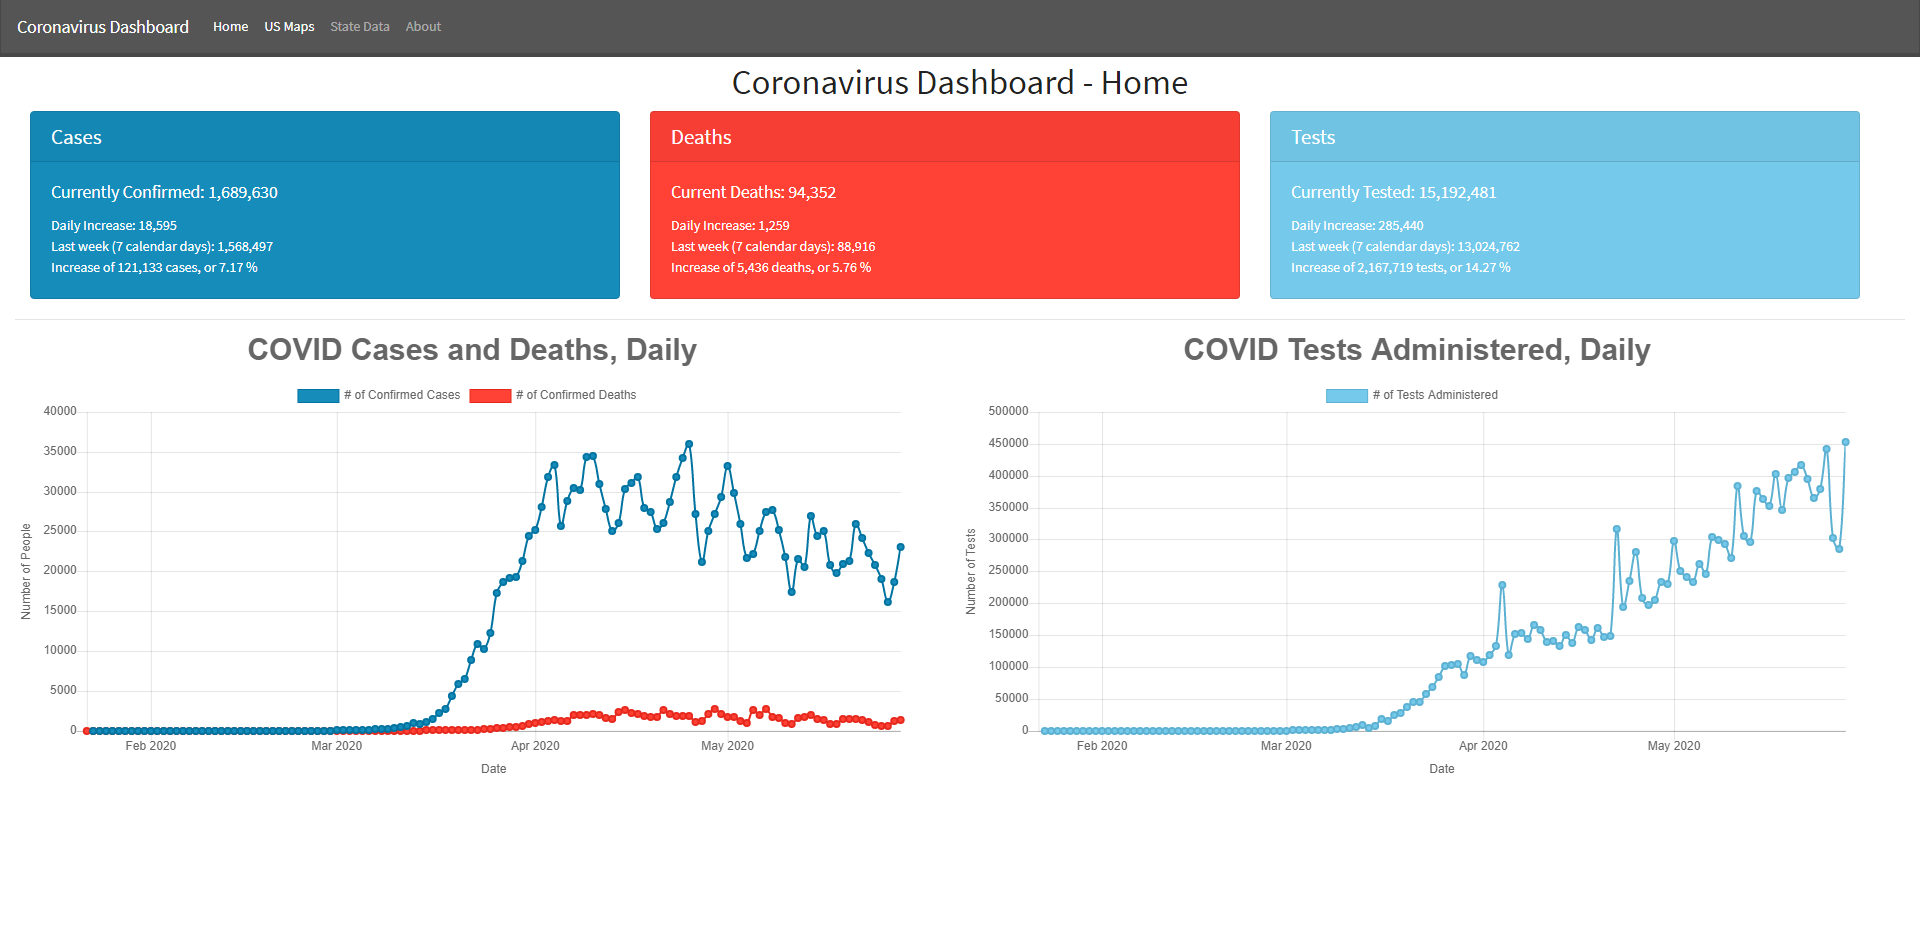 Coronavirus Dashboard Home US Maps State Data About
Coronavirus Dashboard - Home
Cases
Currently Confirmed: 1,689,630
Daily Increase: 18,595
Last week (7 calendar days): 1,568,497
Increase of 121,133 cases, or 7.17 %
Deaths
Current Deaths: 94,352
Daily Increase: 1,259
Last week (7 calendar days): 88,916
Increase of 5,436 deaths, or 5.76 %
Tests
Currently Tested: 15,192,481
Daily Increase: 285,440
Last week (7 calendar days): 13,024,762
Increase of 2,167,719 tests, or 14.27 %
COVID Cases and Deaths, Daily
# of Confirmed Cases # of Confirmed Deaths
Number of People
40000
35000
30000
25000
20000
15000
10000
5000
0
Feb 2020 Mar 2020 Apr 2020 May 2020
Date
COVID Tests Administered, Daily
# of Tests Administered
Number of Tests
500000
450000
400000
350000
300000
250000
200000
150000
100000
50000
0
Feb 2020 Mar 2020 Apr 2020 May 2020
Date